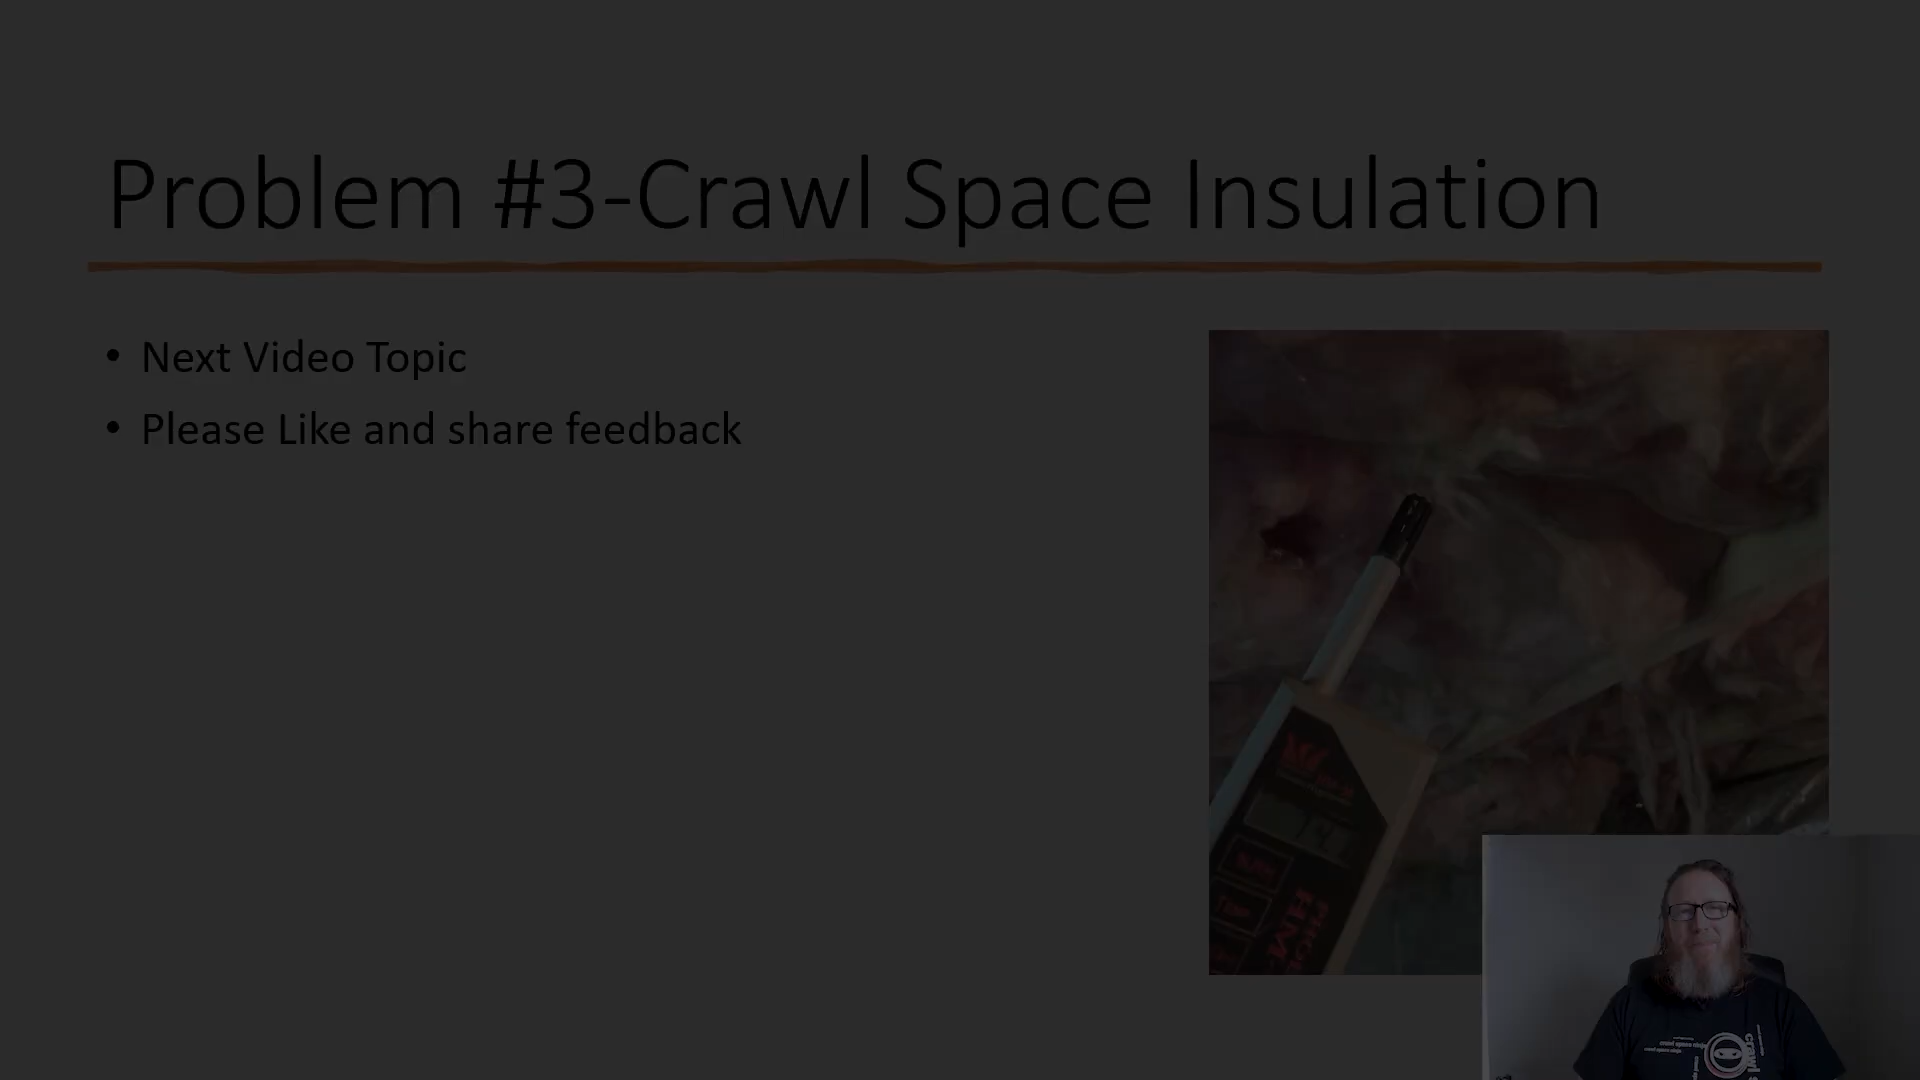 Problem #3-Crawl Space Insulation
• Next Video Topic
• Please Like and share feedback